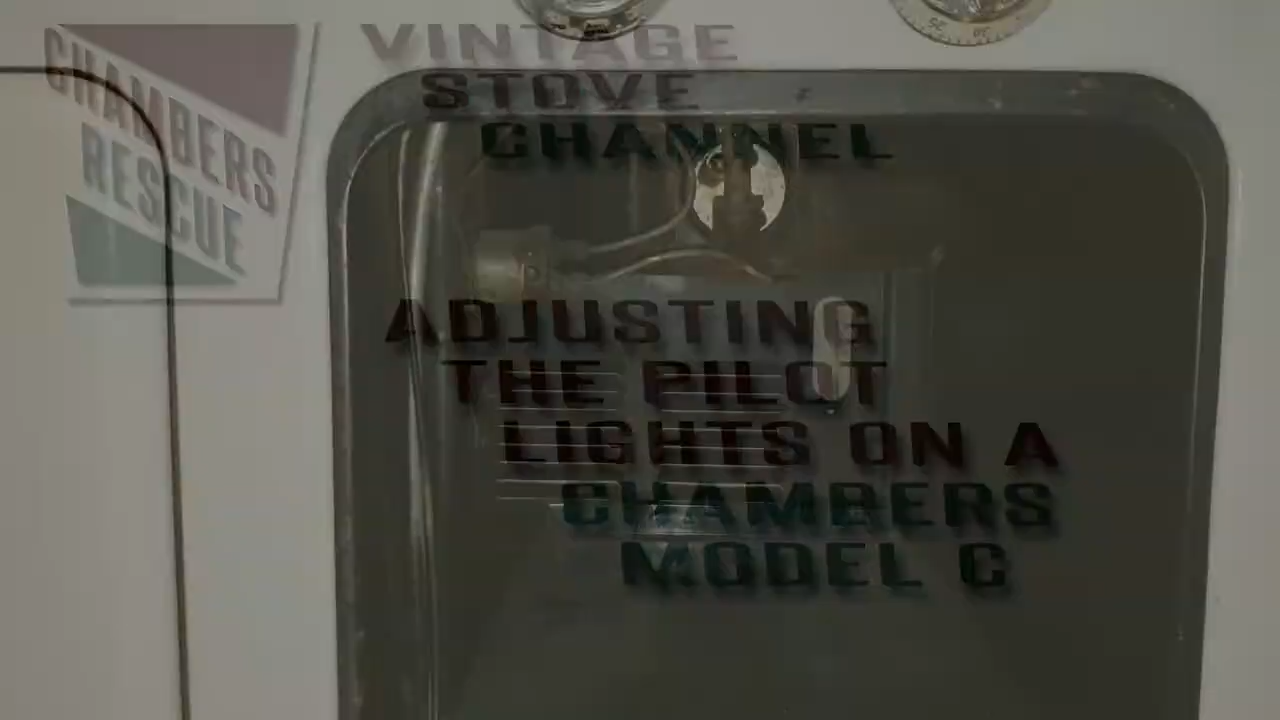 CHAMBERS
RESCUE
VINTAGE
STOVE
CHANNEL
ADJUSTING
THE PILOT
LIGHTS ON A
CHAMBERS
MODEL C